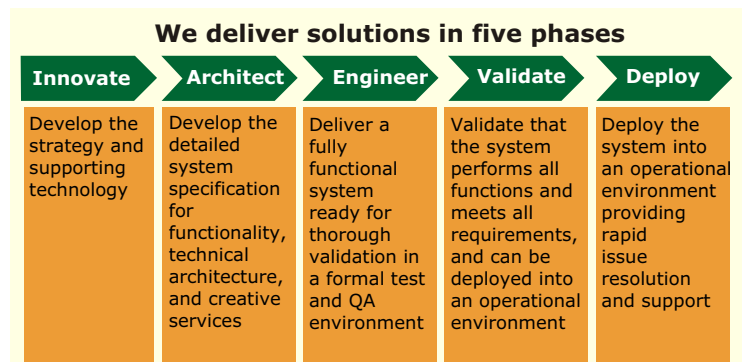 We deliver solutions in five phases
Innovate
Architect
Engineer
Validate
Deploy
Develop the
strategy and
supporting
technology
Develop the
detailed
system
specification
for
functionality,
technical
architecture,
and creative
services
Deliver a
fully
functional
system
ready for
thorough
validation in
a formal test
and QA
environment
Validate that
the system
performs all
functions and
meets all
requirements,
and can be
deployed into
an operational
environment
Deploy the
system into
an operational
environment
providing
rapid
issue
resolution
and support